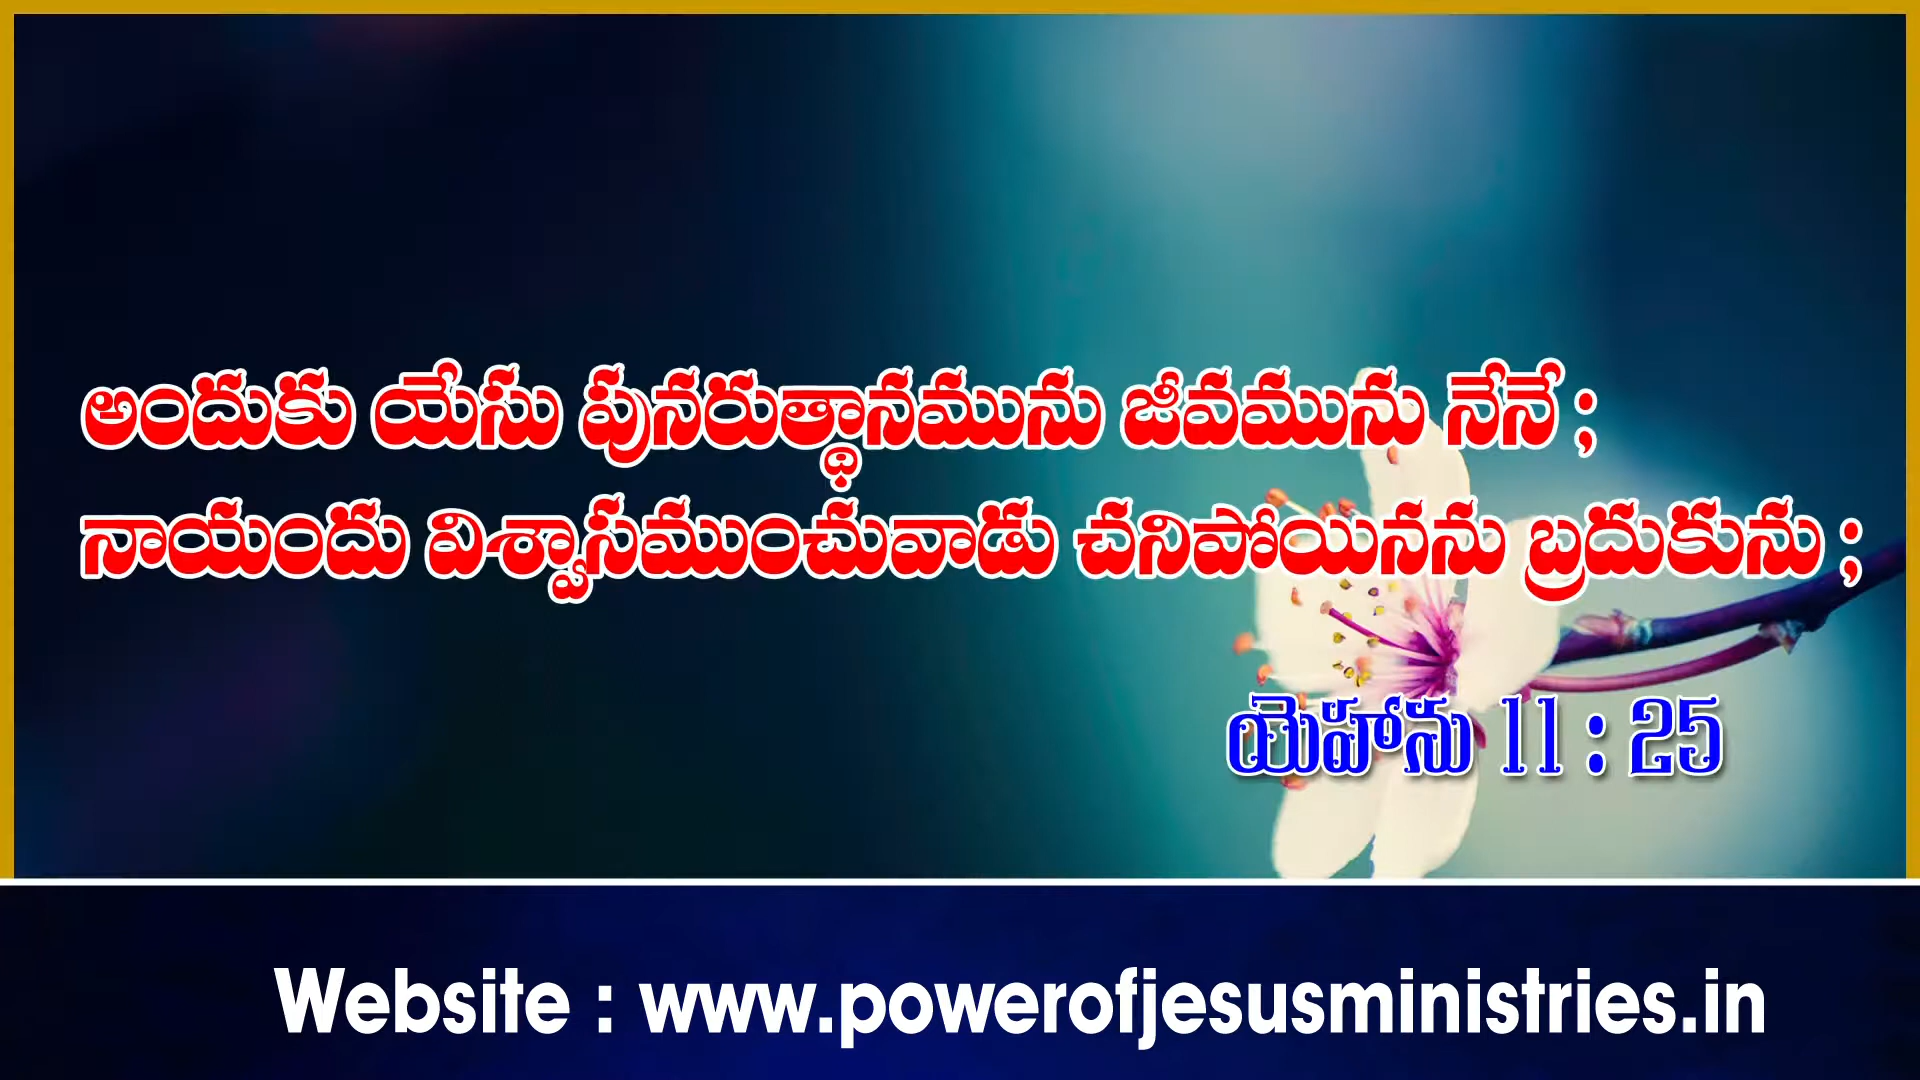 అందుకు యేసు పునరుత్థానమును జీవమును నేనే ;
నాయందు విశ్వాసముంచువాడు చనిపోయినను బ్రదుకును ;
యెహాను 11 : 25
Website : www.powerofjesusministries.in